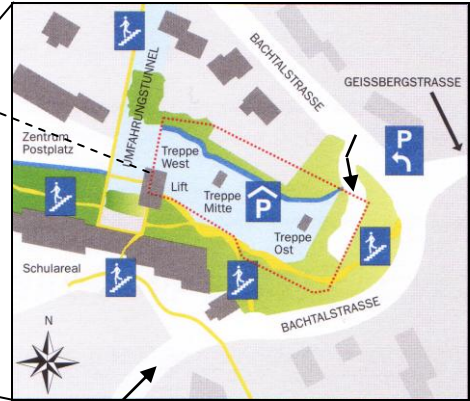 BACHTALSTRASSE
GEISSBERGSTRASSE
UMFAHRUNGSTUNNEL
P
Zentrum
Postplatz
Treppe
West
Lift
Treppe
Mitte
P
Treppe
Ost
Schulareal
BACHTALSTRASSE
N